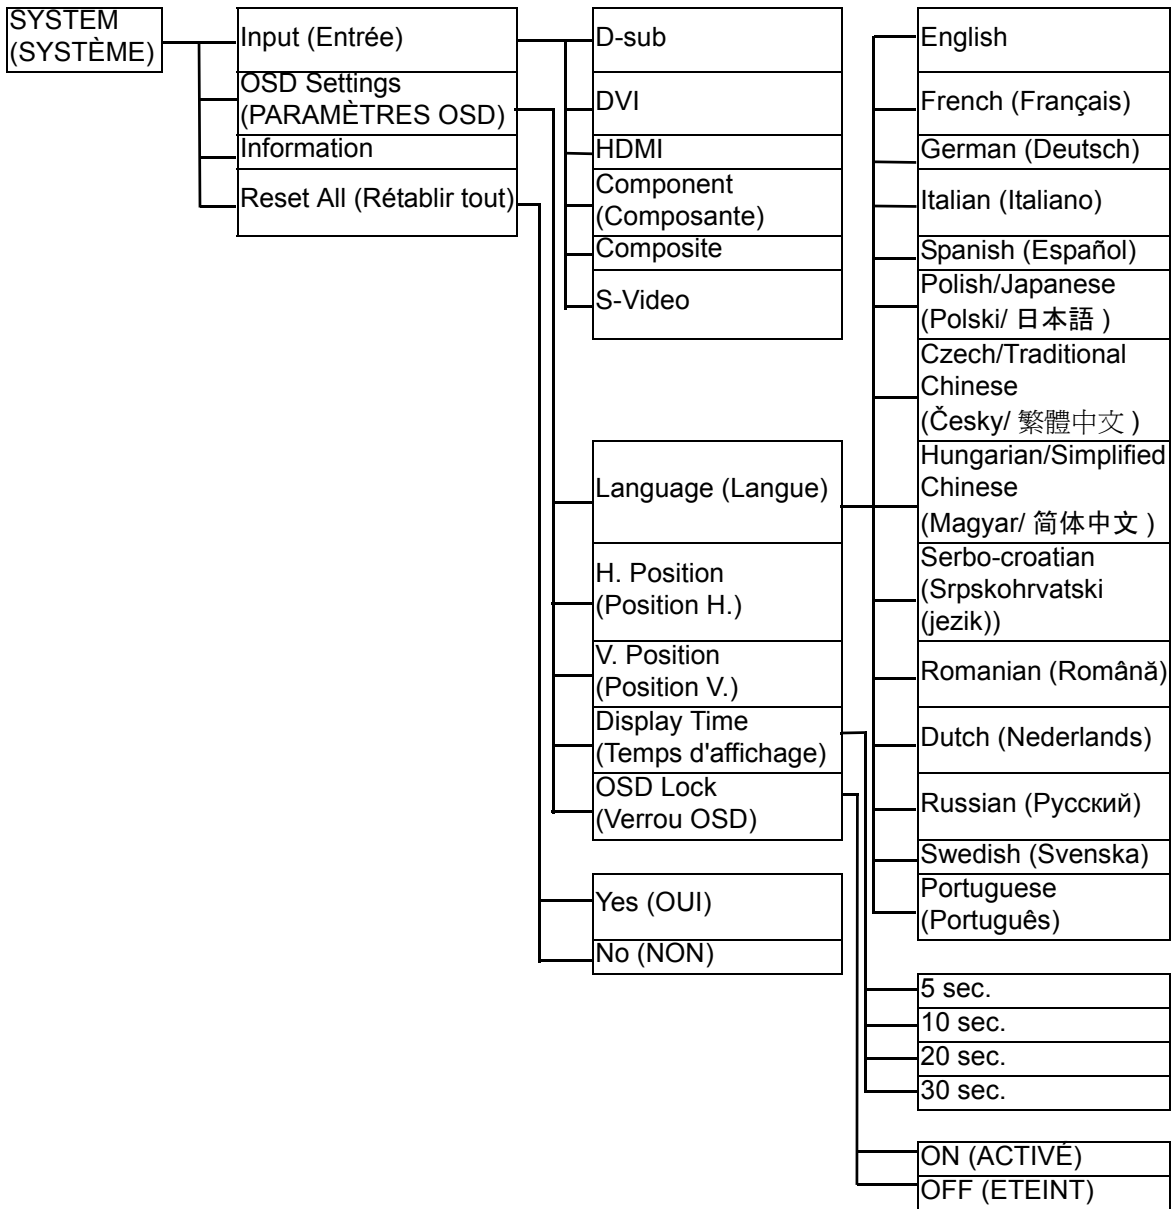 SYSTEM
(SYSTÈME)
Input (Entrée)
OSD Settings
(PARAMÈTRES OSD)
Information
Reset All (Rétablir tout)
D-sub
DVI
HDMI
Component
(Composante)
Composite
S-Video
Language (Langue)
H. Position
(Position H.)
V. Position
(Position V.)
Display Time
(Temps d'affichage)
OSD Lock
(Verrou OSD)
Yes (OUI)
No (NON)
English
French (Français)
German (Deutsch)
Italian (Italiano)
Spanish (Español)
Polish/Japanese
(Polski/ 日本語 )
Czech/Traditional
Chinese
(Česky/ 繁體中文 )
Hungarian/Simplified
Chinese
(Magyar/ 简体中文 )
Serbo-croatian
(Srpskohrvatski
(jezik))
Romanian (Română)
Dutch (Nederlands)
Russian (Русский)
Swedish (Svenska)
Portuguese
(Português)
5 sec.
10 sec.
20 sec.
30 sec.
ON (ACTIVÉ)
OFF (ETEINT)